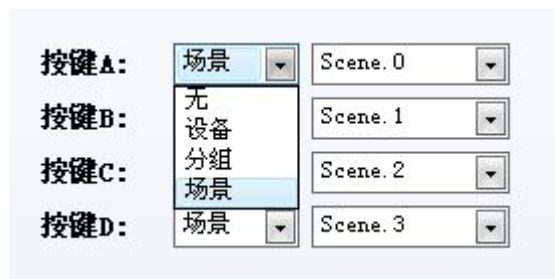 按键A: 场景 Scene.0
无
按键B: 设备 Scene.1
分组
按键C: 场景 Scene.2
按键D: 场景 Scene.3